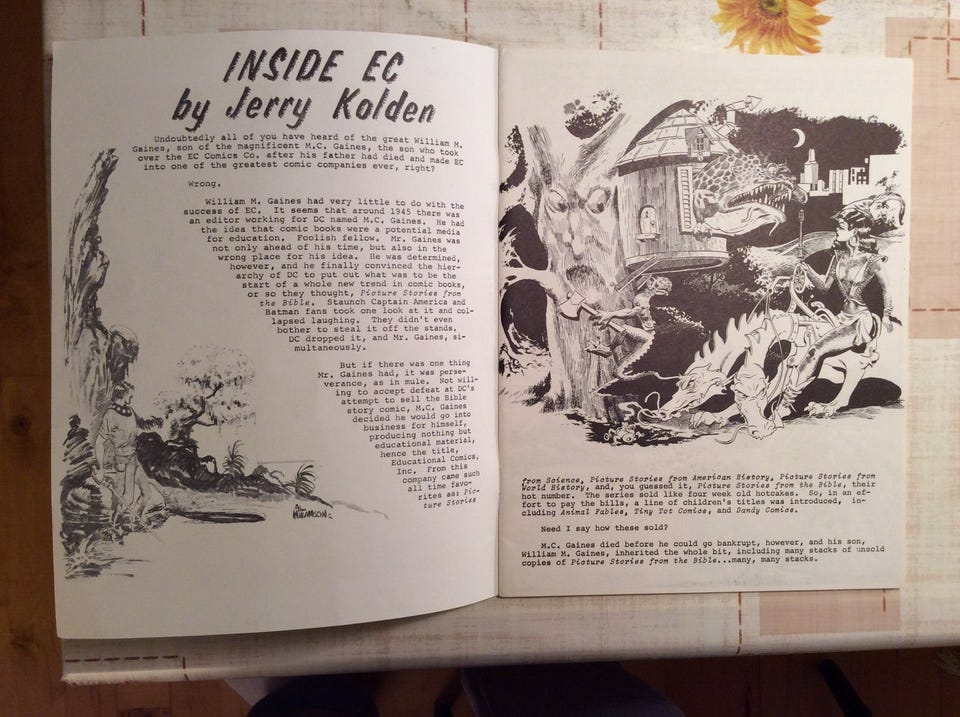 INSIDE EC
by Jerry Kolden
Undoubtedly all of you have heard of the great William M.
Gaines, son of the magnificent M.C. Gaines, the son who took
over the EC Comics Co. after his father had died and made EC
into one of the greatest comic companies ever, right?
Wrong.
William M. Gaines had very little to do with the
success of EC. It seems that around 1945 there was
an editor working for DC named M.C. Gaines. He had
the idea that comic books were a potential media
for education. Foolish fellow. Mr. Gaines was
not only ahead of his time, but also in the
wrong place for his idea. He was determined,
however, and he finally convinced the hier-
archy of DC to put out what was to be the
start of a whole new trend in comic books,
or so they thought, Picture Stories from
the Bible. Staunch Captain America and
Batman fans took one look at it and col-
lapsed laughing. They didn't even
bother to steal it off the stands.
DC dropped it, and Mr. Gaines, si-
multaneously.
But if there was one thing
Mr. Gaines had, it was perse-
verance, as in mule. Not will-
ing to accept defeat at DC's
attempt to sell the Bible
story comic, M.C. Gaines
decided he would go into
business for himself,
producing nothing but
educational material,
hence the title,
Educational Comics,
Inc. From this
company came such
all time favo-
rites as: Pic-
ture Stories
AL
WILLIAMSON
from Science, Picture Stories from American History, Picture Stories from
World History, and, you guessed it, Picture Stories from the Bible, their
hot number. The series sold like four week old hotcakes. So, in an ef-
fort to pay the bills, a line of children's titles was introduced, in-
cluding Animal Fables, Tiny Tot Comics, and Dandy Comics.
Need I say how these sold?
M.C. Gaines died before he could go bankrupt, however, and his son,
William M. Gaines, inherited the whole bit, including many stacks of unsold
copies of Picture Stories from the Bible...many, many stacks.